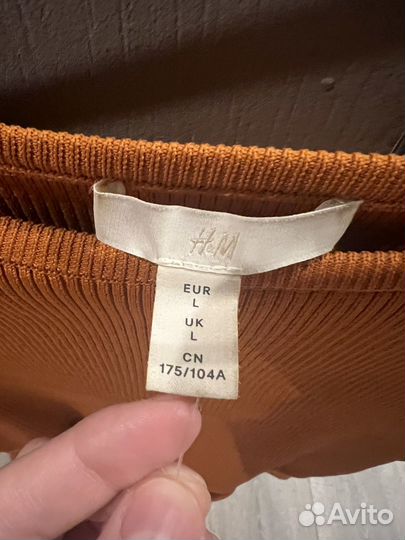 H&M
EUR
L
UK
L
CN
175/104A
Avito